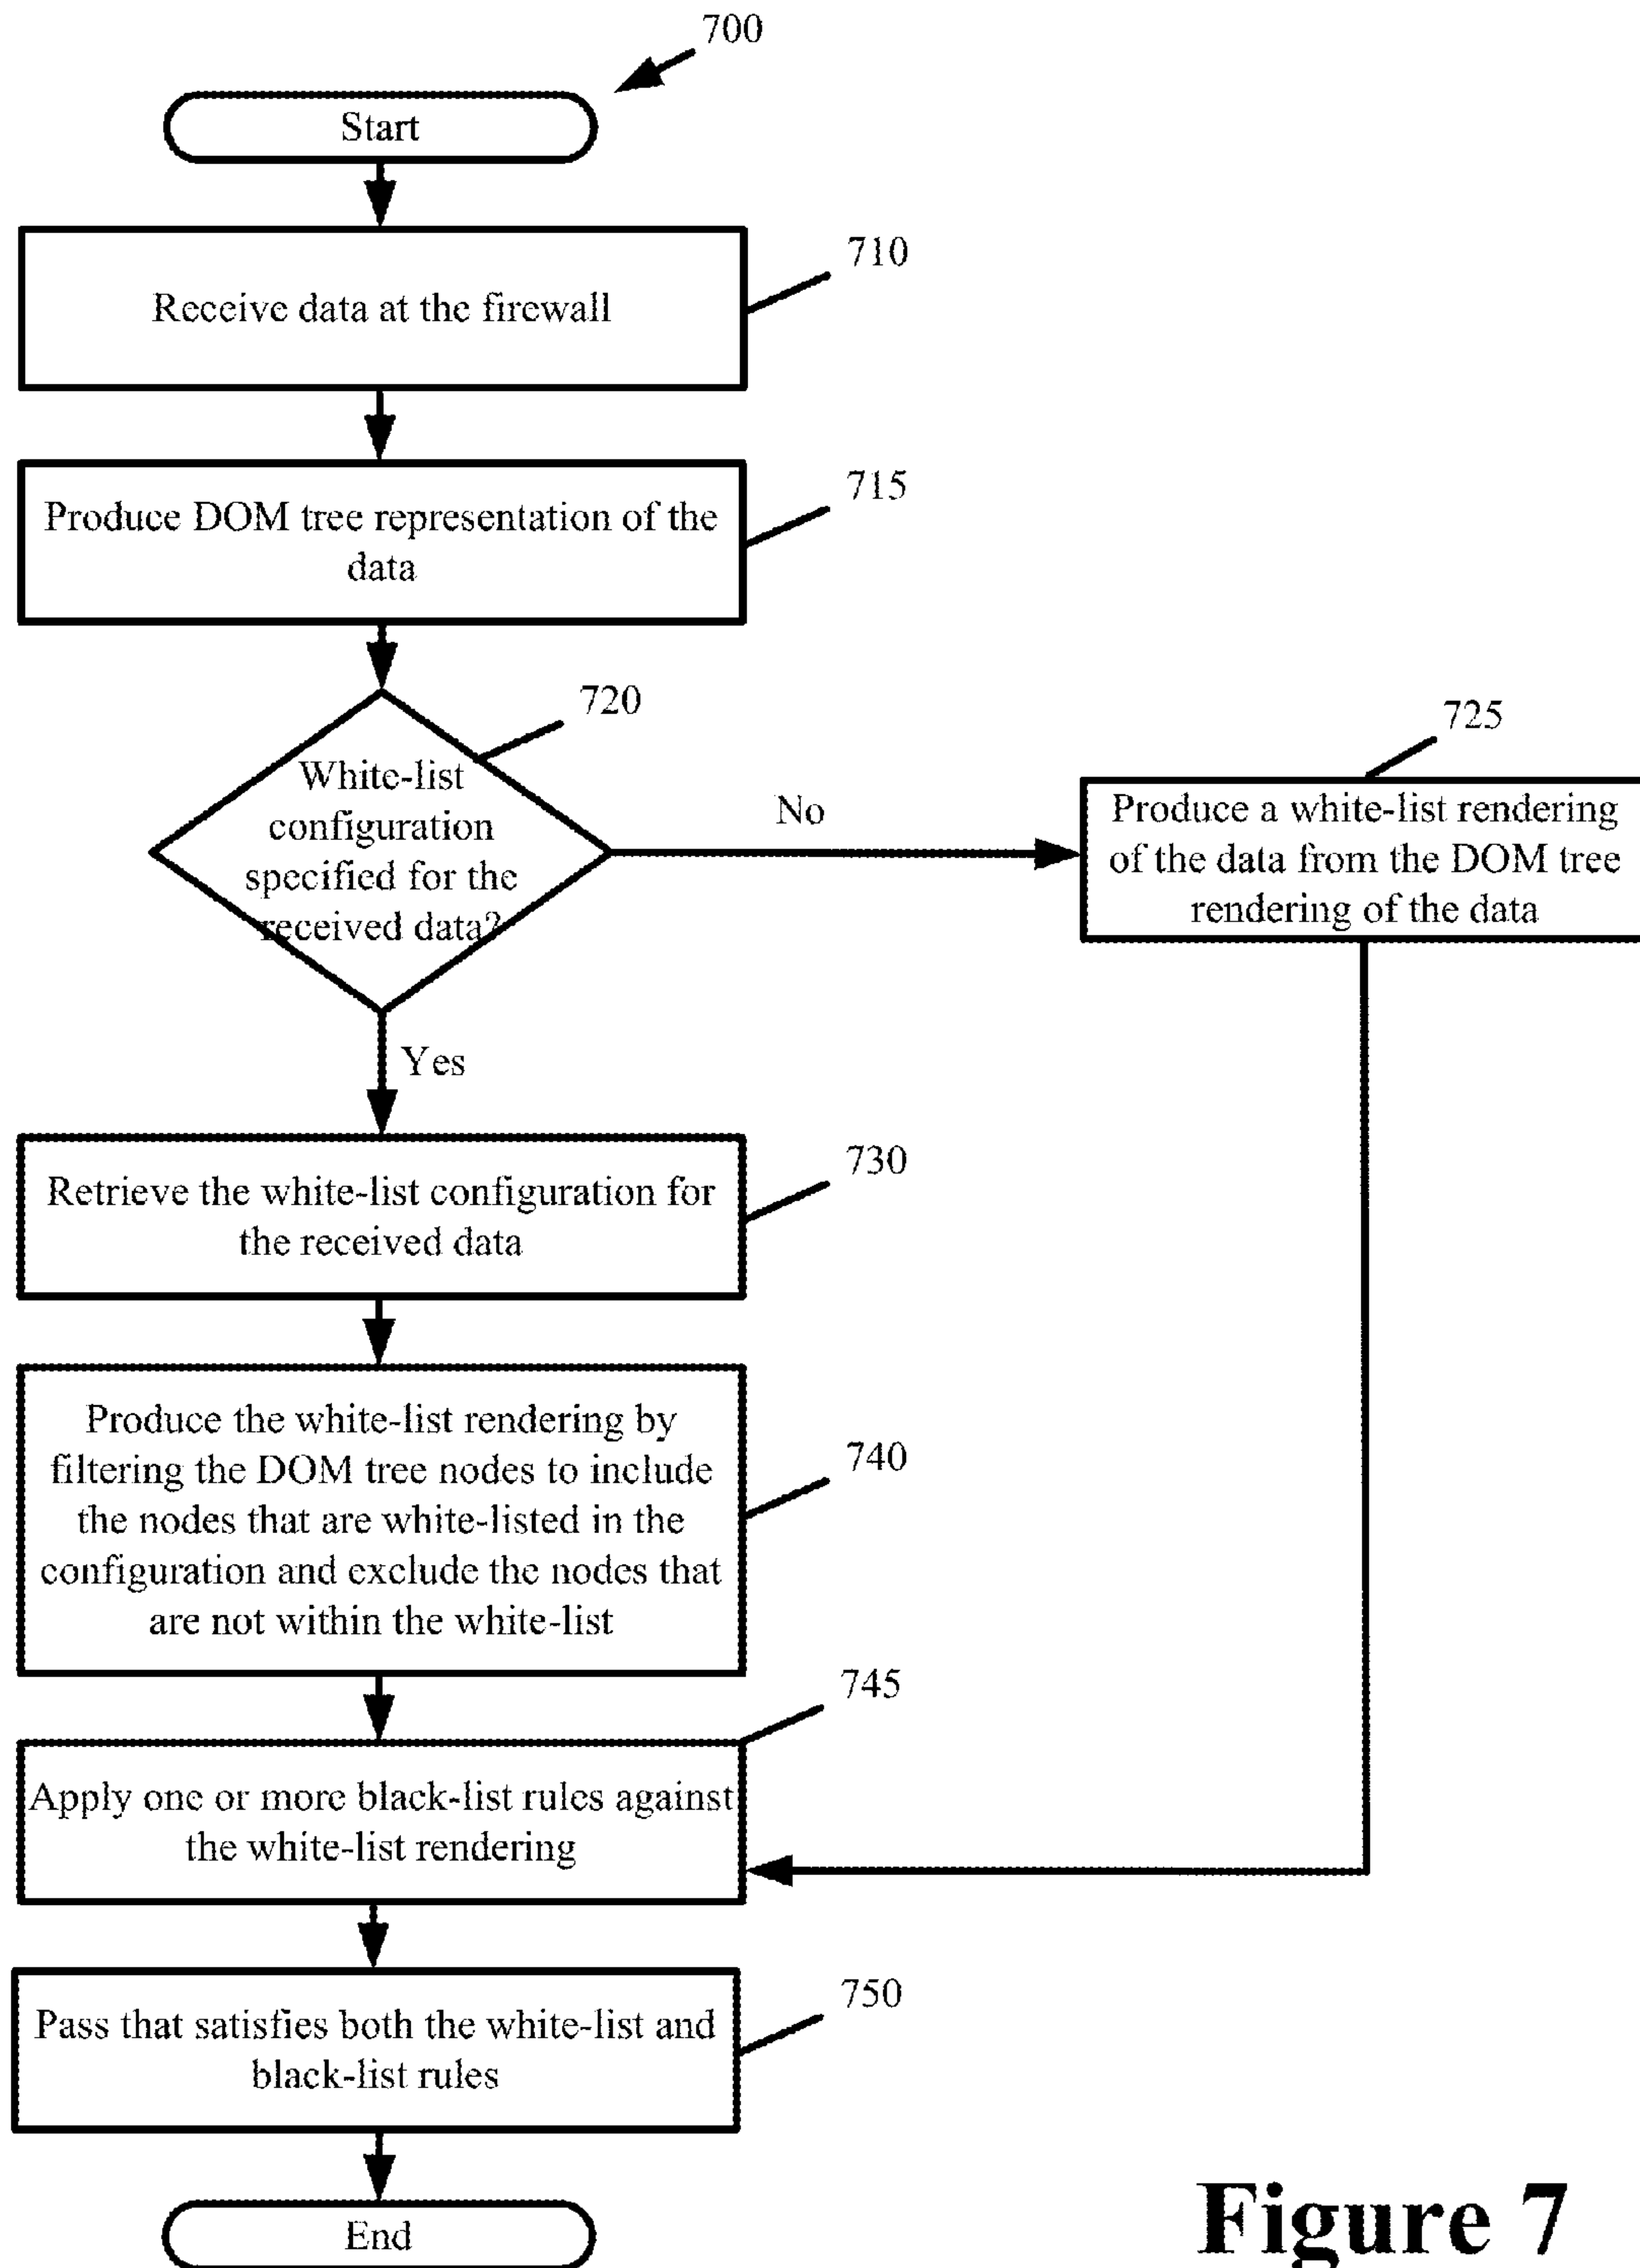 700
Start
710
Receive data at the firewall
715
Produce DOM tree representation of the
data
720
White-list
configuration
specified for the
received data?
No
725
Produce a white-list rendering
of the data from the DOM tree
rendering of the data
Yes
730
Retrieve the white-list configuration for
the received data
740
Produce the white-list rendering by
filtering the DOM tree nodes to include
the nodes that are white-listed in the
configuration and exclude the nodes that
are not within the white-list
745
Apply one or more black-list rules against
the white-list rendering
750
Pass that satisfies both the white-list and
black-list rules
End
Figure 7